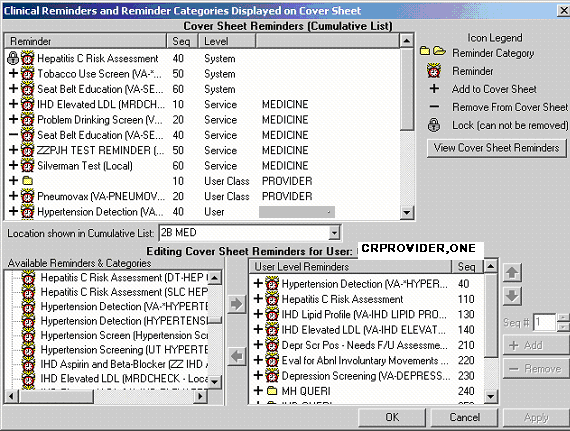 Clinical Reminders and Reminder Categories Displayed on Cover Sheet
Cover Sheet Reminders (Cumulative List)
Reminder Seq Level
Hepatitis C Risk Assessment 40 System
Tobacco Use Screen (VA-*... 50 System
Seat Belt Education (VA-SE... 60 System
IHD Elevated LDL (MRDCH... 10 Service MEDICINE
Problem Drinking Screen (V... 20 Service MEDICINE
Seat Belt Education (VA-SE... 40 Service MEDICINE
ZZPJH TEST REMINDER (... 50 Service MEDICINE
Silverman Test (Local) 60 Service MEDICINE
10 User Class PROVIDER
Pneumovax (VA-PNEUMOV... 20 User Class PROVIDER
Hypertension Detection (VA... 40 User
Icon Legend
Reminder Category
Reminder
Add to Cover Sheet
Remove From Cover Sheet
Lock (can not be removed)
View Cover Sheet Reminders
Location shown in Cumulative List: 2B MED
Editing Cover Sheet Reminders for User: CRPROVIDER,ONE
Available Reminders & Categories
Hepatitis C Risk Assessment (DT-HEP C
Hepatitis C Risk Assessment (SLC HEP
Hypertension Detection (VA-*HYPERTE
Hypertension Detection (HYPERTENSI
Hypertension Screen (Hypertension Scr
Hypertension Screening (UT HYPERTE
IHD Aspirin and Beta-Blocker (ZZ IHD A
IHD Elevated LDL (MRDCHECK - Loca
User Level Reminders Seq
Hypertension Detection (VA-*HYPER... 40
Hepatitis C Risk Assessment 110
IHD Lipid Profile (VA-IHD LIPID PRO... 130
IHD Elevated LDL (VA-IHD ELEVAT... 140
Depr Scr Pos - Needs F/U Assessme... 210
Eval for Abnl Involuntary Movements ... 220
Depression Screening (VA-DEPRESS... 230
MH QUERI 240
IHD QUERI 260
Seq # 1
+ Add
- Remove
OK Cancel Apply